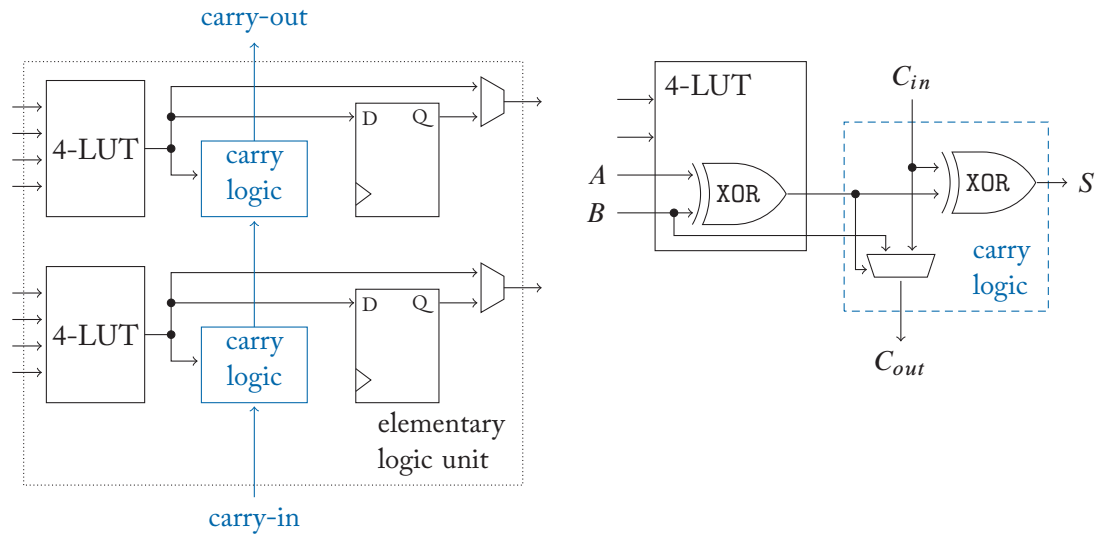 carry-out
4-LUT
carry
logic
D
Q
4-LUT
carry
logic
D
Q
elementary
logic unit
carry-in
4-LUT
C_in
A
B
XOR
XOR
S
carry
logic
C_out